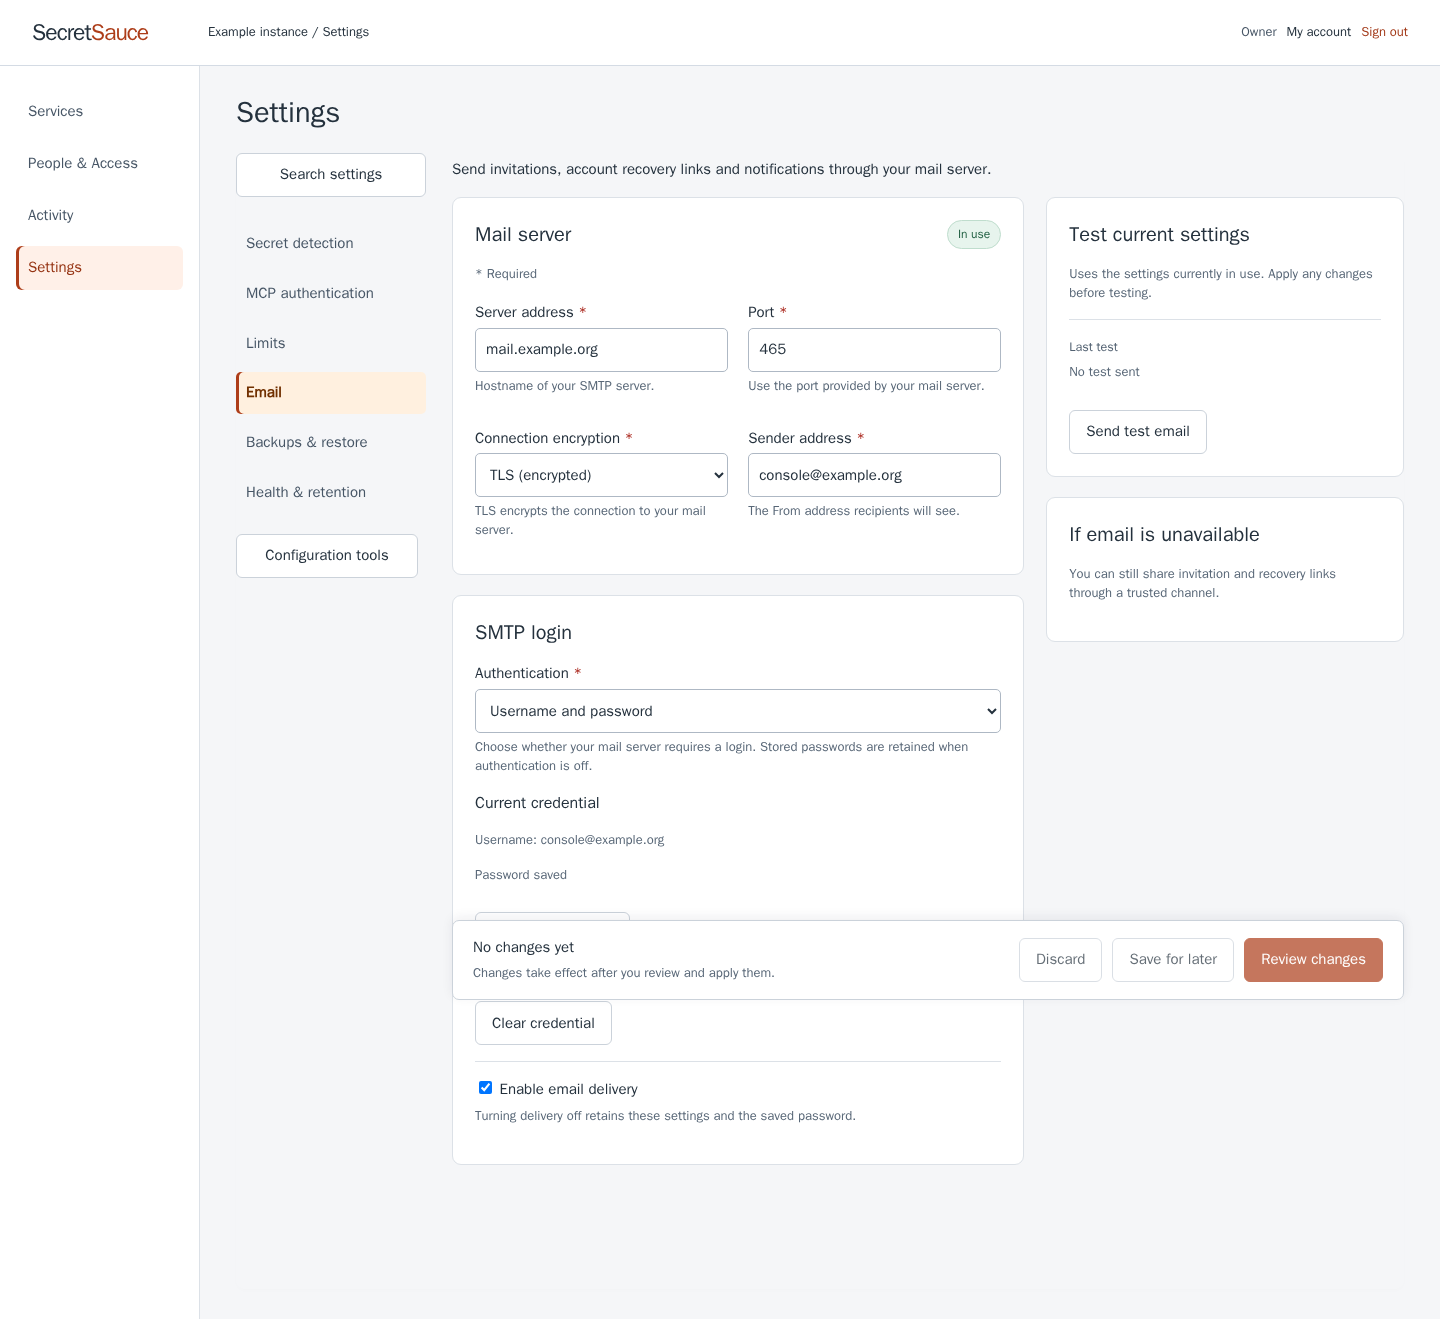 SecretSauce
Example instance / Settings
Owner My account Sign out
Services
People & Access
Activity
Settings
Settings
Search settings
Secret detection
MCP authentication
Limits
Email
Backups & restore
Health & retention
Configuration tools
Send invitations, account recovery links and notifications through your mail server.
Mail server
In use
* Required
Server address *
mail.example.org
Hostname of your SMTP server.
Port *
465
Use the port provided by your mail server.
Connection encryption *
TLS (encrypted)
TLS encrypts the connection to your mail
server.
Sender address *
console@example.org
The From address recipients will see.
SMTP login
Authentication *
Username and password
Choose whether your mail server requires a login. Stored passwords are retained when
authentication is off.
Current credential
Username: console@example.org
Password saved
No changes yet
Changes take effect after you review and apply them.
Discard
Save for later
Review changes
Clear credential
Enable email delivery
Turning delivery off retains these settings and the saved password.
Test current settings
Uses the settings currently in use. Apply any changes
before testing.
Last test
No test sent
Send test email
If email is unavailable
You can still share invitation and recovery links
through a trusted channel.